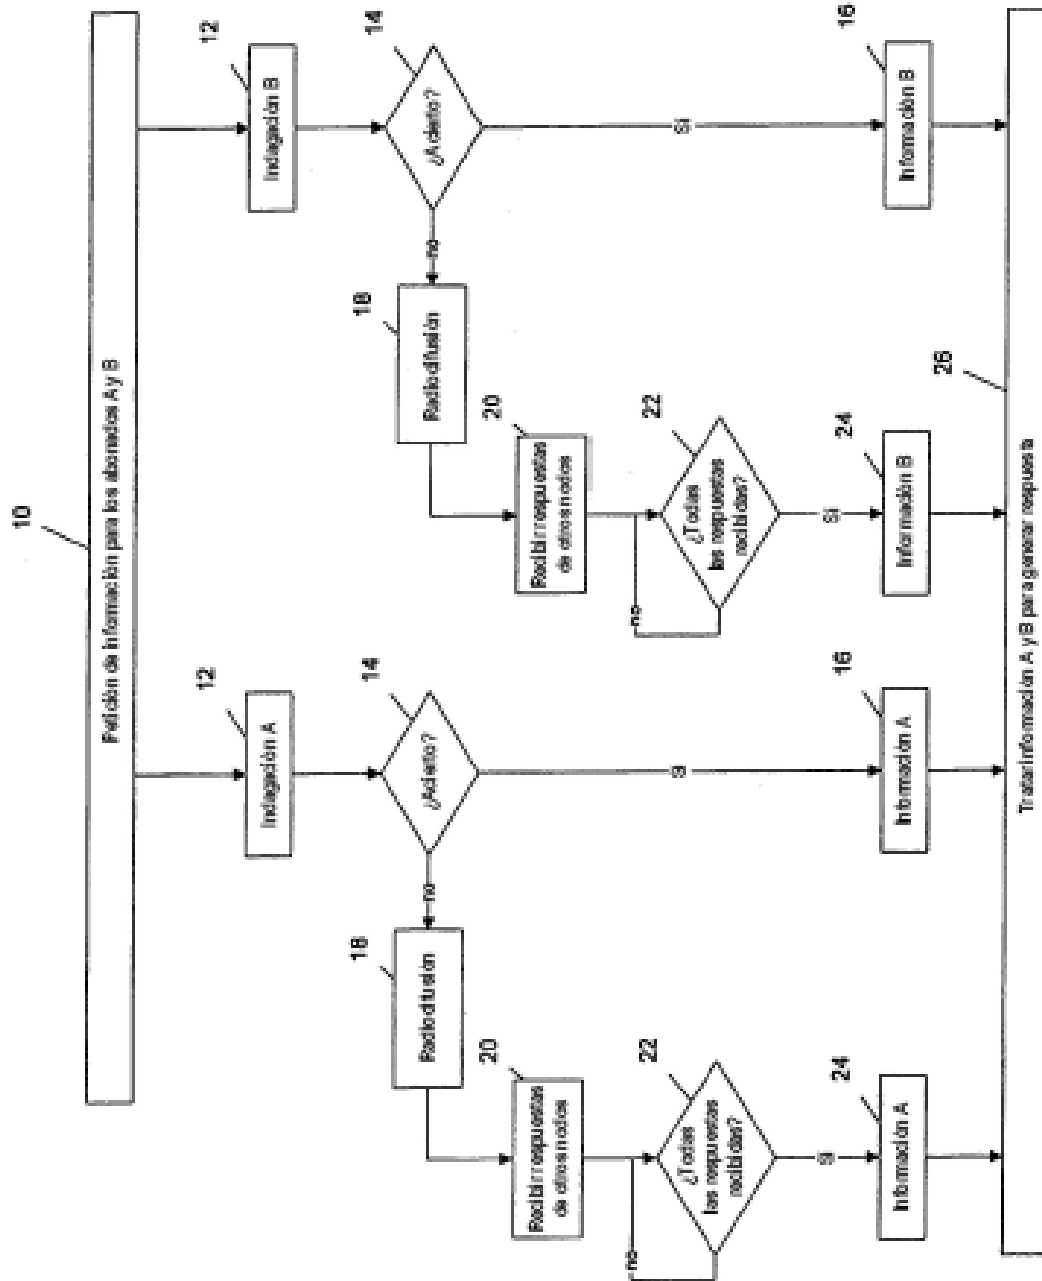 10
Petición de información para los abonados A y B
12
Indagación A
12
Indagación B
14
¿Acierto?
14
¿Acierto?
no
no
18
Radiodifusión
18
Radiodifusión
20
Recibir respuestas
de otros nodos
20
Recibir respuestas
de otros nodos
22
¿Todas
las respuestas
recibidas?
no
Sí
22
¿Todas
las respuestas
recibidas?
no
Sí
Sí
Sí
24
Información A
16
Información A
24
Información B
16
Información B
26
Tratar información A y B para generar respuesta